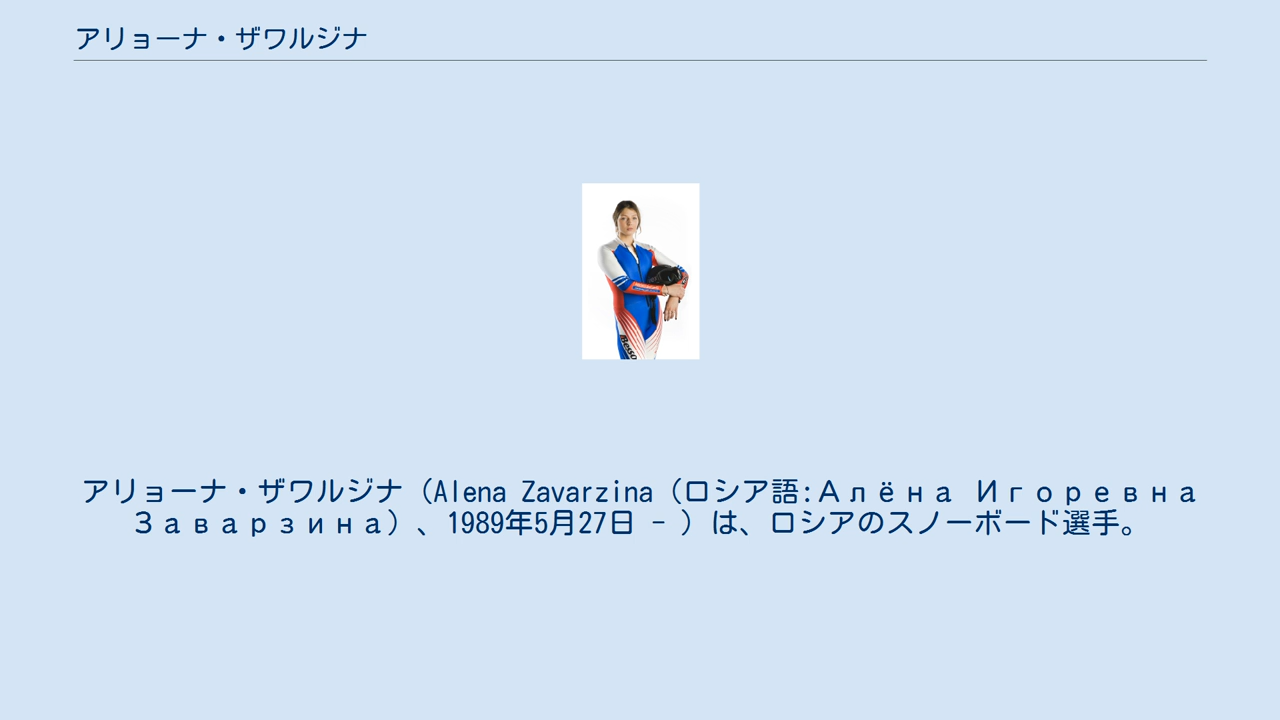 アリョーナ・ザワルジナ
アリョーナ・ザワルジナ（Alena Zavarzina（ロシア語:Алёна Игоревна
Заварзина）、1989年5月27日 - ）は、ロシアのスノーボード選手。